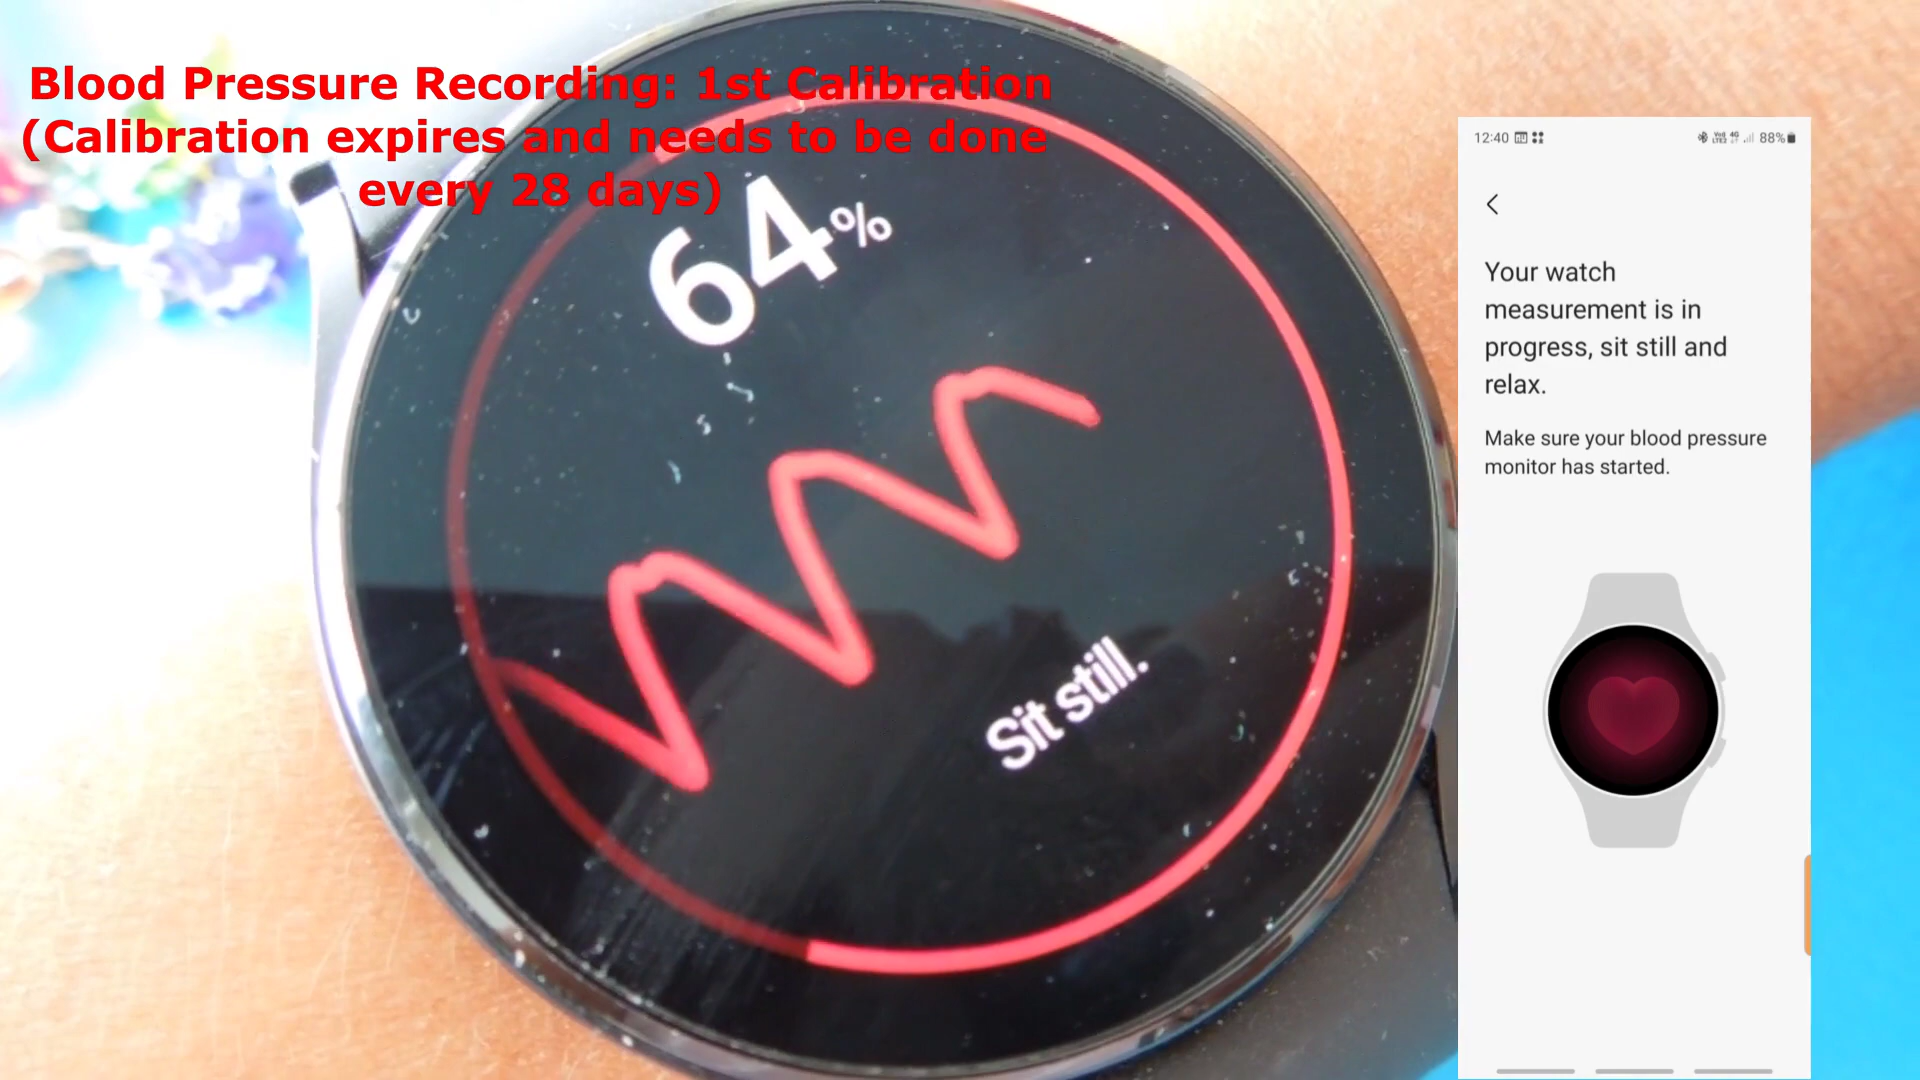 Blood Pressure Recording: 1st Calibration
(Calibration expires and needs to be done
every 28 days)
64%
Sit still.
12:40
88%
Your watch
measurement is in
progress, sit still and
relax.
Make sure your blood pressure
monitor has started.